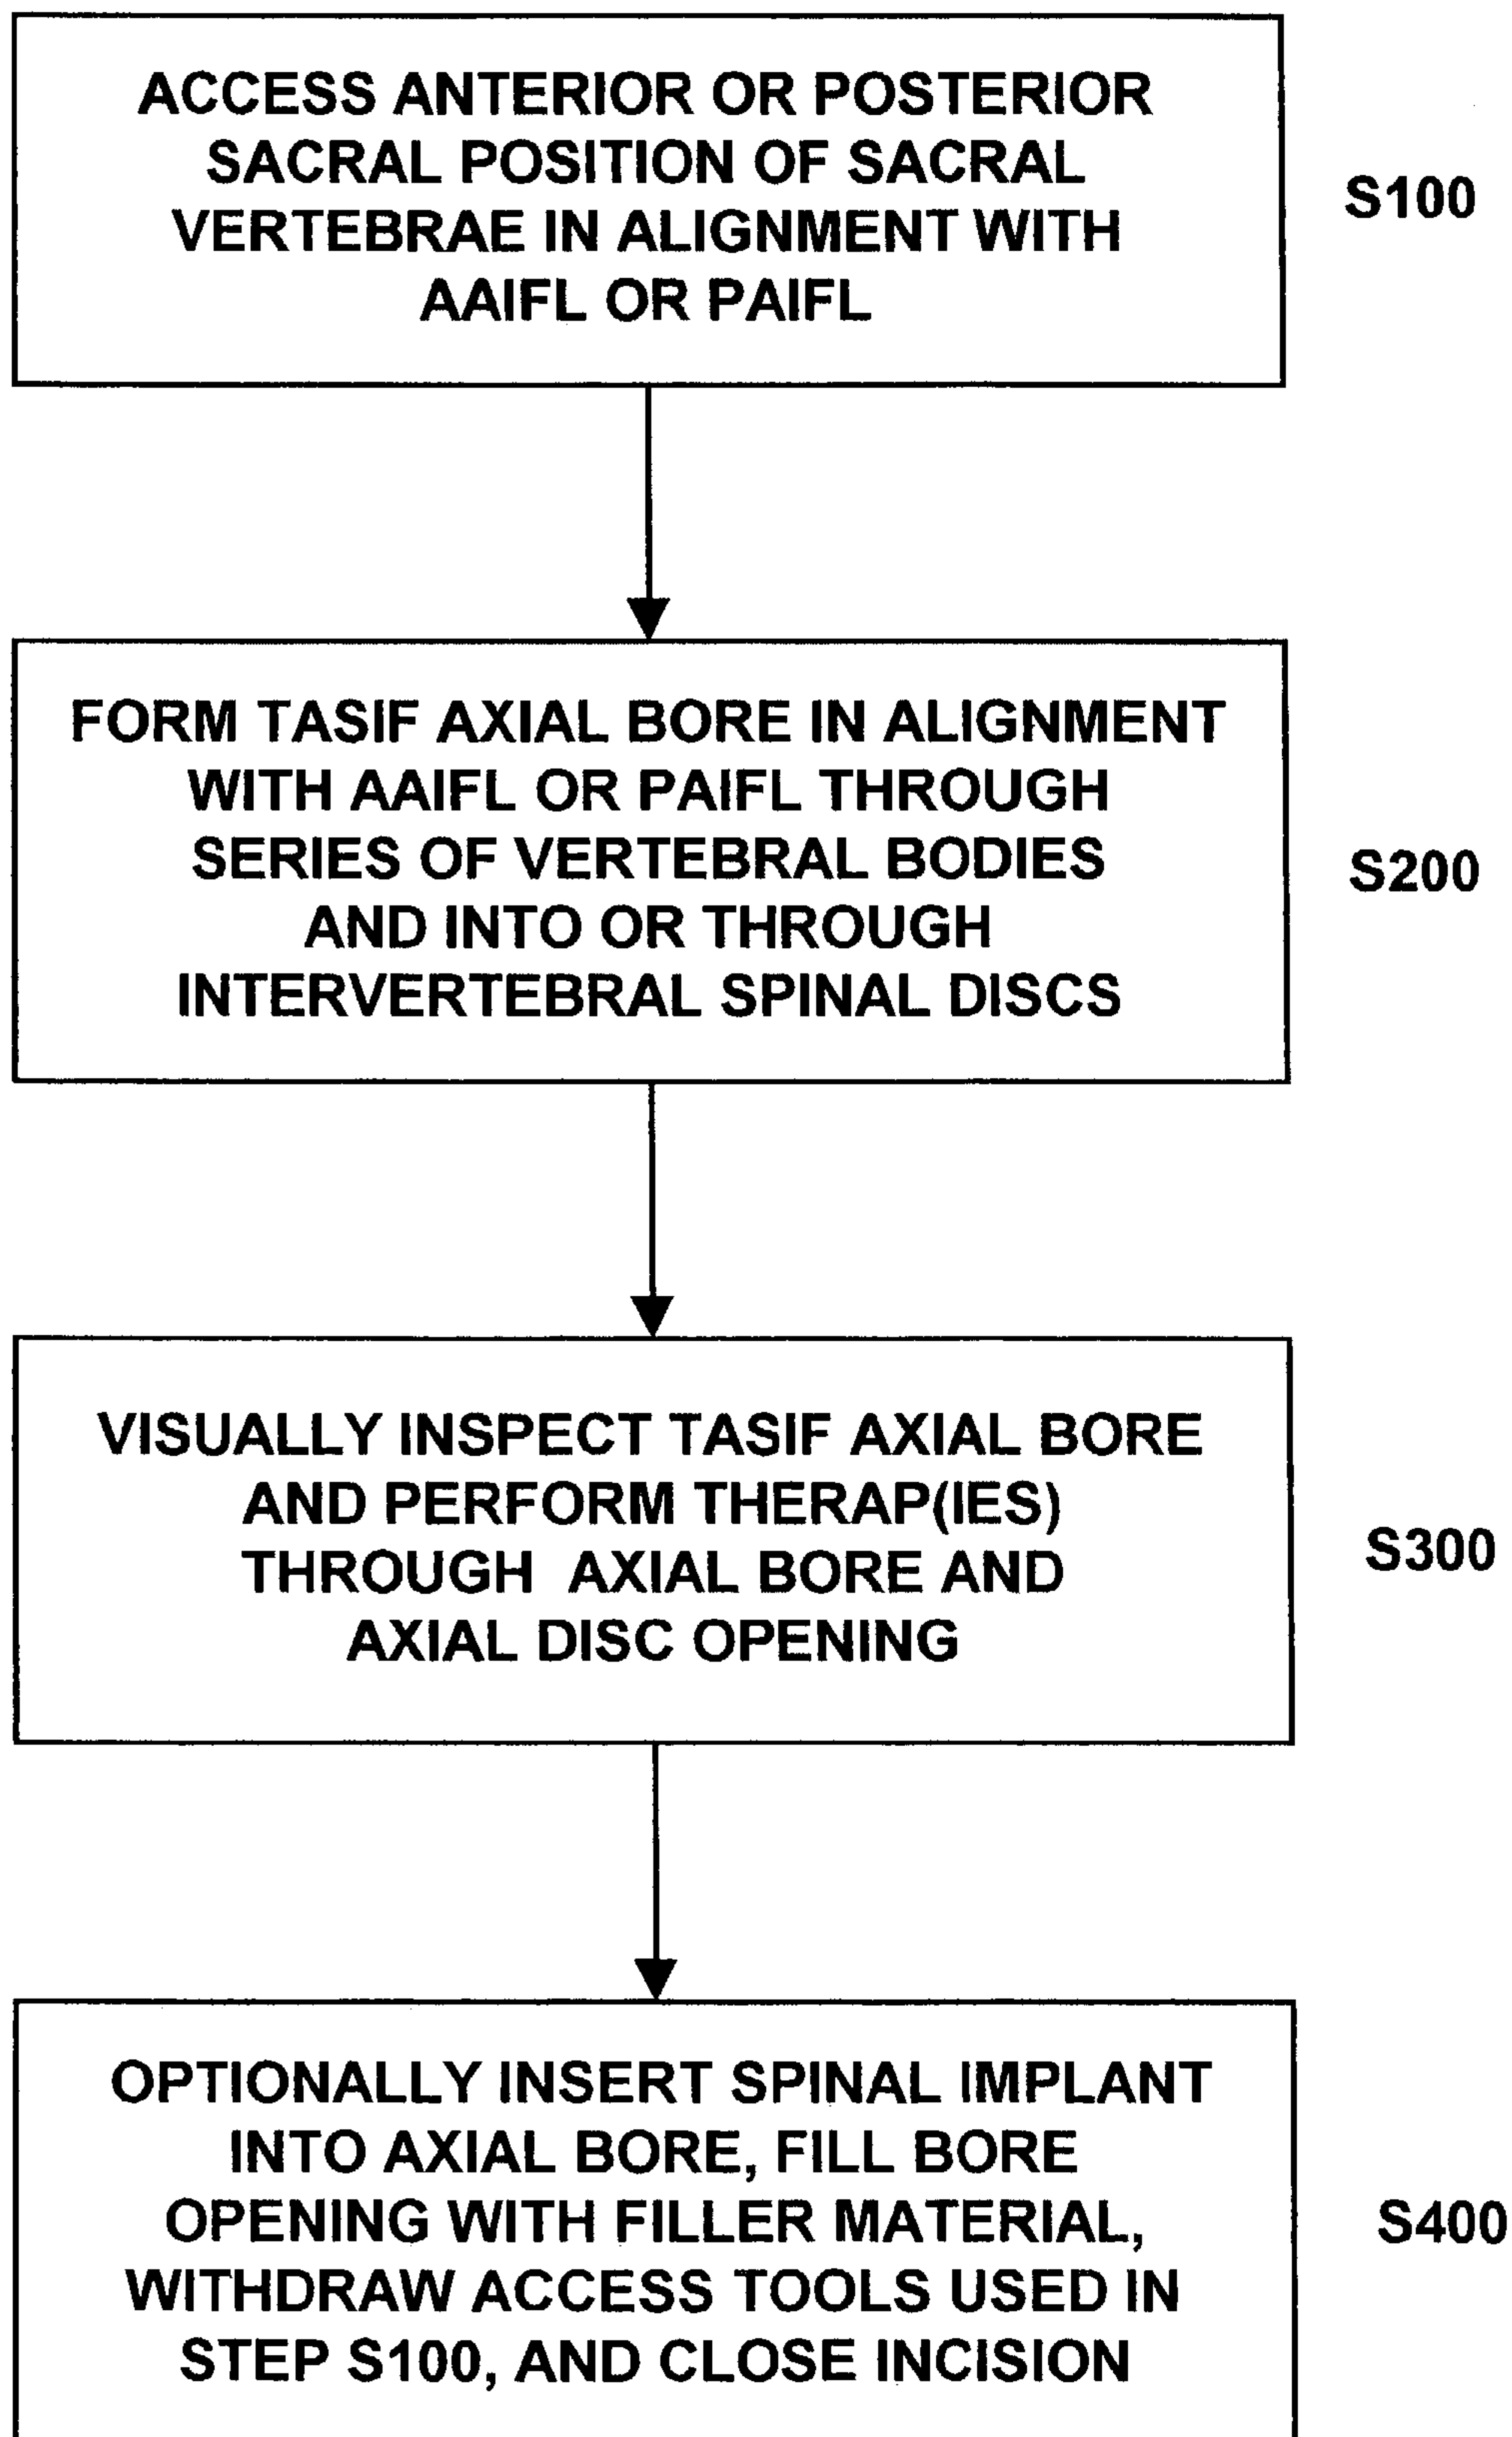 ACCESS ANTERIOR OR POSTERIOR
SACRAL POSITION OF SACRAL
VERTEBRAE IN ALIGNMENT WITH
AAIFL OR PAIFL
S100
FORM TASIF AXIAL BORE IN ALIGNMENT
WITH AAIFL OR PAIFL THROUGH
SERIES OF VERTEBRAL BODIES
AND INTO OR THROUGH
INTERVERTEBRAL SPINAL DISCS
S200
VISUALLY INSPECT TASIF AXIAL BORE
AND PERFORM THERAP(IES)
THROUGH AXIAL BORE AND
AXIAL DISC OPENING
S300
OPTIONALLY INSERT SPINAL IMPLANT
INTO AXIAL BORE, FILL BORE
OPENING WITH FILLER MATERIAL,
WITHDRAW ACCESS TOOLS USED IN
STEP S100, AND CLOSE INCISION
S400